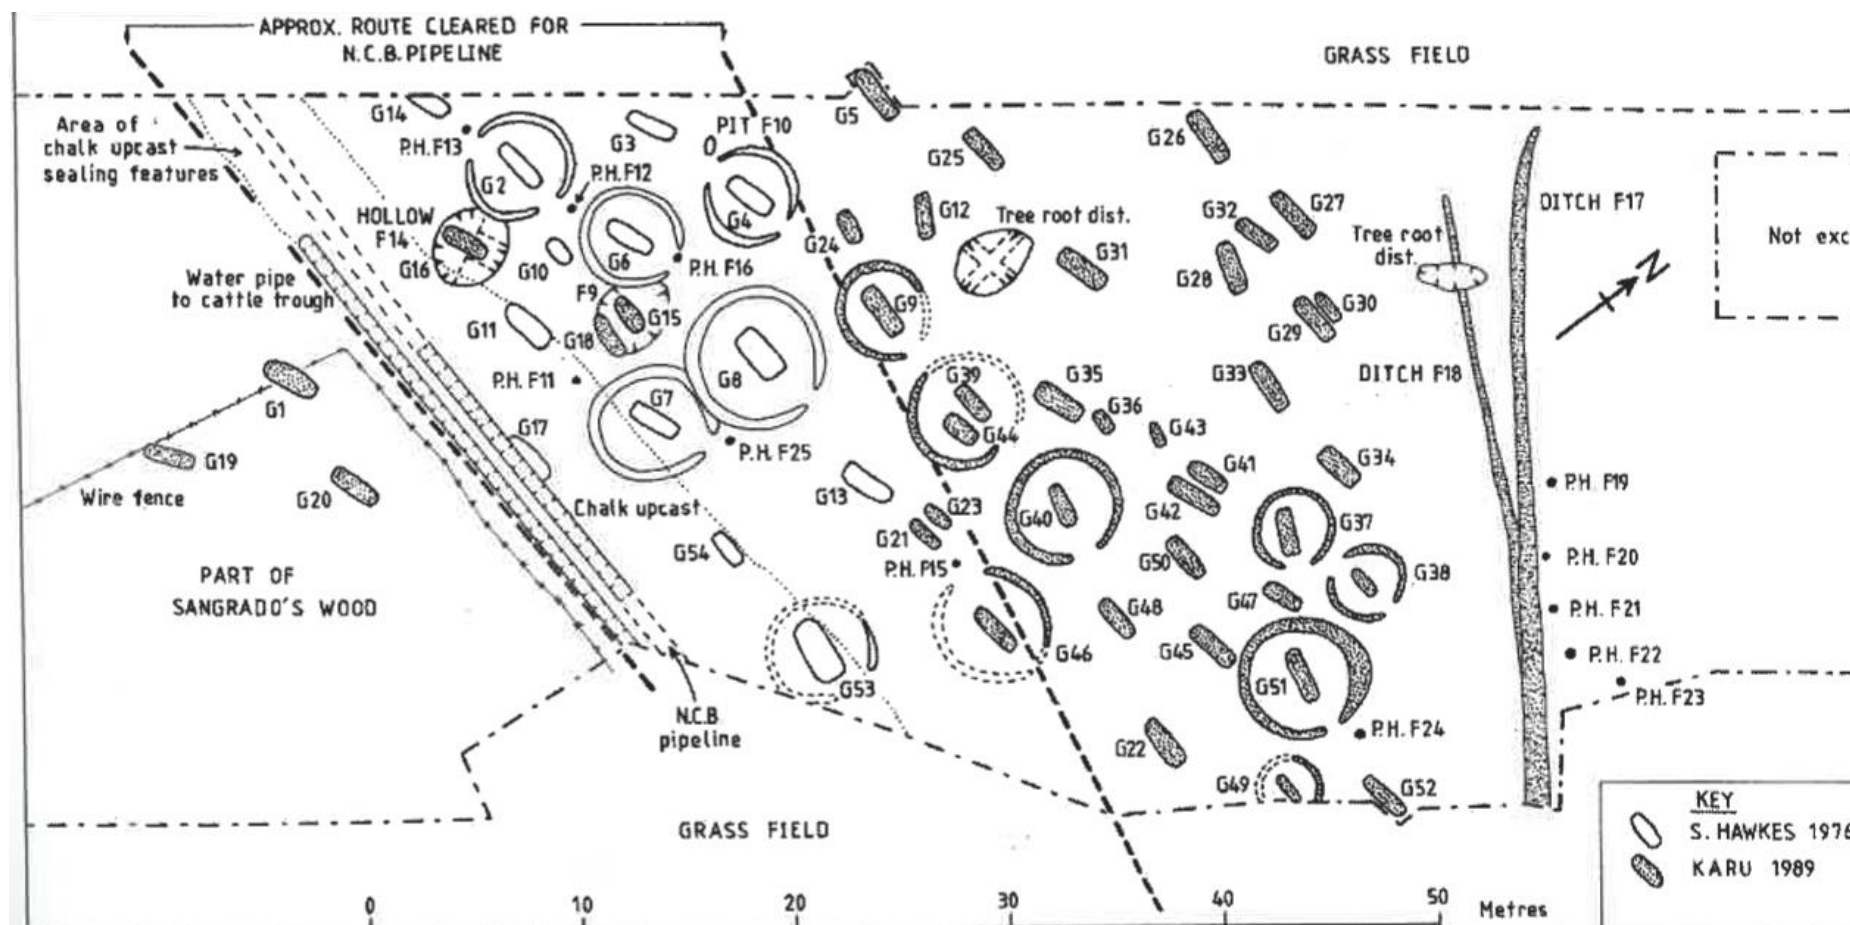 APPROX. ROUTE CLEARED FOR
N.C.B. PIPELINE
GRASS FIELD
Area of
chalk upcast
sealing features
G14
P.H. F13
G2
G3
PIT F10
P.H. F12
G4
G5
G25
G26
G12
G24
Tree root dist.
G31
G32
G27
G28
Tree root
dist.
DITCH F17
Not exc
N
HOLLOW
F14
G16
G10
G6
P.H. F16
F9
G15
G18
G11
Water pipe
to cattle trough
G9
G30
G29
G8
P.H. F11
G7
G1
G39
G35
G36
G43
G33
DITCH F18
G44
G17
P.H. F25
G19
Wire fence
G20
G13
G41
G42
G34
P.H. F19
G40
G23
G21
G37
Chalk upcast
G54
P.H. F15
G50
G38
P.H. F20
PART OF
SANGRADO'S WOOD
G48
G47
P.H. F21
G46
G45
P.H. F22
G53
G51
P.H. F23
N.C.B
pipeline
G22
P.H. F24
G49
G52
GRASS FIELD
KEY
S. HAWKES 1976
KARU 1989
0 10 20 30 40 50 Metres